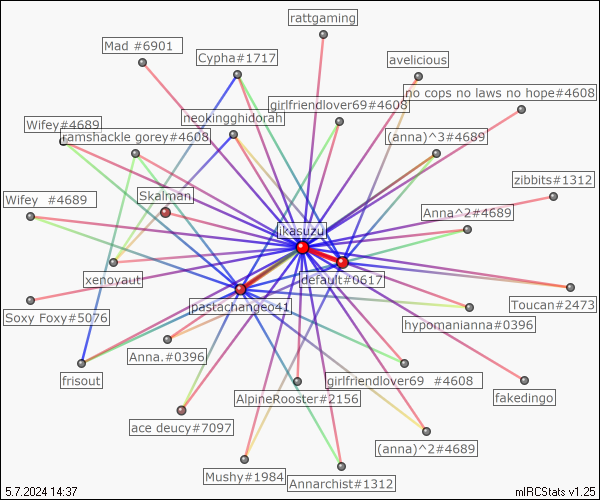 rattgaming
Mad #6901
Cypha#1717
avelicious
no cops no laws no hope#4608
girlfriendlover69#4608
neokingghidorah
Wifey#4689
ramshackle gorey#4608
(anna)^3#4689
zibbits#1312
Skalman
Wifey #4689
Anna^2#4689
ikasuzu
xenoyaut
default#0617
pastachangeo41
Toucan#2473
Soxy Foxy#5076
hypomanianna#0396
Anna.#0396
frisout
girlfriendlover69 #4608
AlpineRooster#2156
fakedingo
ace deucy#7097
(anna)^2#4689
Mushy#1984
Annarchist#1312
5.7.2024 14:37
mIRCStats v1.25